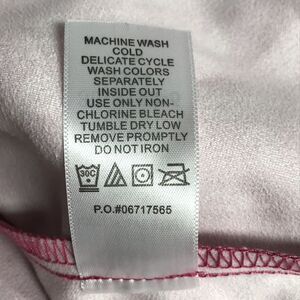 MACHINE WASH
COLD
DELICATE CYCLE
WASH COLORS
SEPARATELY
INSIDE OUT
USE ONLY NON-
CHLORINE BLEACH
TUMBLE DRY LOW
REMOVE PROMPTLY
DO NOT IRON
30C
P.O.#06717565